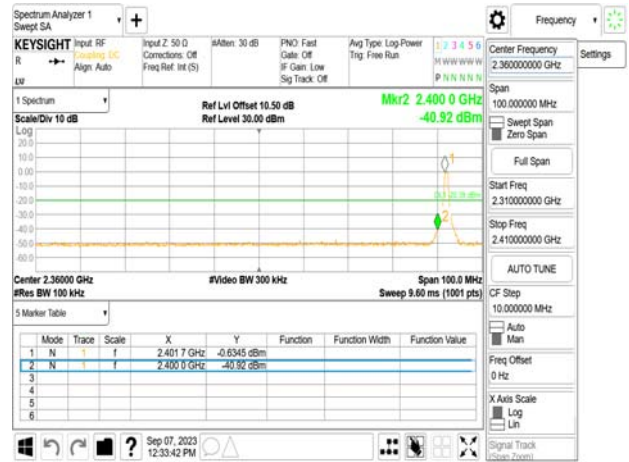 Spectrum Analyzer 1
Swept SA
Frequency
KEYSIGHT
R
Input: RF
Coupling: DC
Align: Auto
Input Z: 50 Ω
Corrections: Off
Freq Ref: Int (S)
#Atten: 30 dB
PNO: Fast
Gate: Off
IF Gain: Low
Sig Track: Off
Avg Type: Log-Power
Trig: Free Run
1 2 3 4 5 6
M W W W W W
P N N N N N
Center Frequency
2.360000000 GHz
Settings
Span
100.000000 MHz
Swept Span
Zero Span
Full Span
Start Freq
2.310000000 GHz
Stop Freq
2.410000000 GHz
AUTO TUNE
CF Step
10.000000 MHz
Auto
Man
Freq Offset
0 Hz
X Axis Scale
Log
Lin
Signal Track
(Span Zoom)
1 Spectrum
Scale/Div 10 dB
Ref Lvl Offset 10.50 dB
Ref Level 30.00 dBm
Mkr2 2.400 0 GHz
-40.92 dBm
Log
20.0
10.0
0.00
-10.0
-20.0
-30.0
-40.0
-50.0
-60.0
1
2
Center 2.36000 GHz
#Res BW 100 kHz
#Video BW 300 kHz
Span 100.0 MHz
Sweep 9.60 ms (1001 pts)
5 Marker Table
Mode Trace Scale X Y Function Function Width Function Value
1 N 1 f 2.401 7 GHz -0.6345 dBm
2 N 1 f 2.400 0 GHz -40.92 dBm
3
4
5
6
Sep 07, 2023
12:33:42 PM